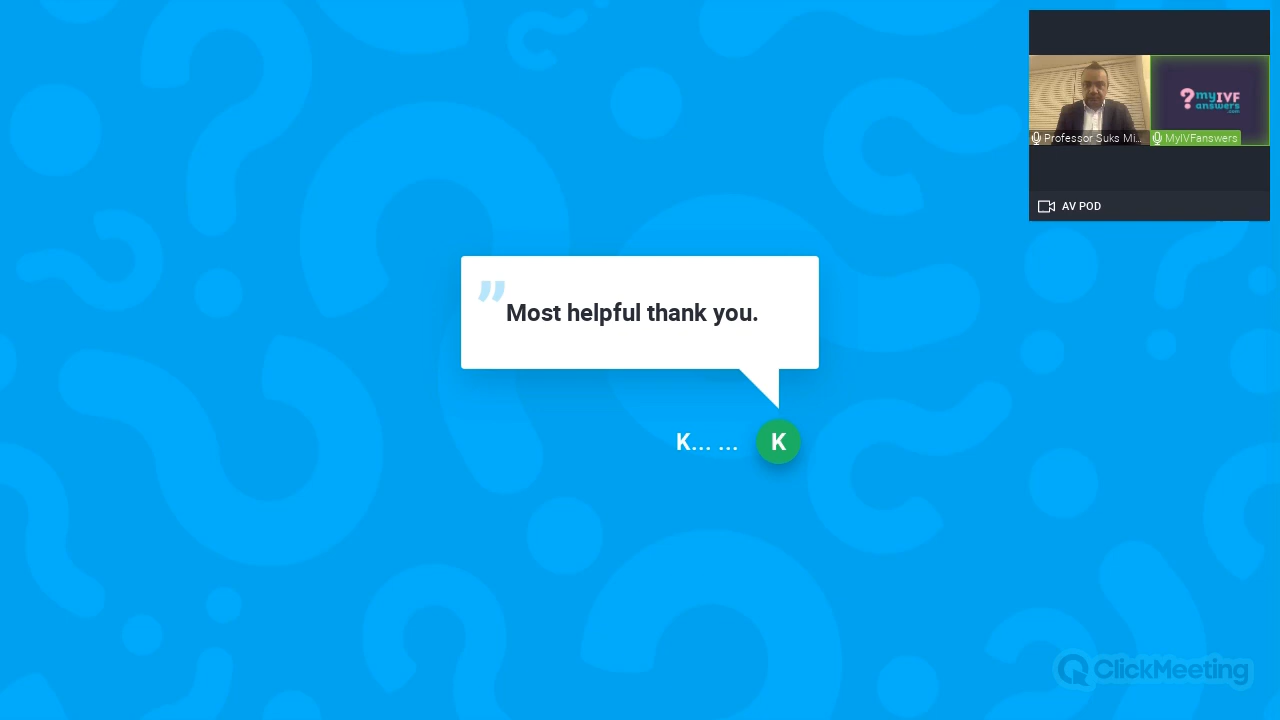 Most helpful thank you.
K... ...
K
Professor Suks Mi...
MyIVFanswers
?myIVF
answers
.com
AV POD
ClickMeeting